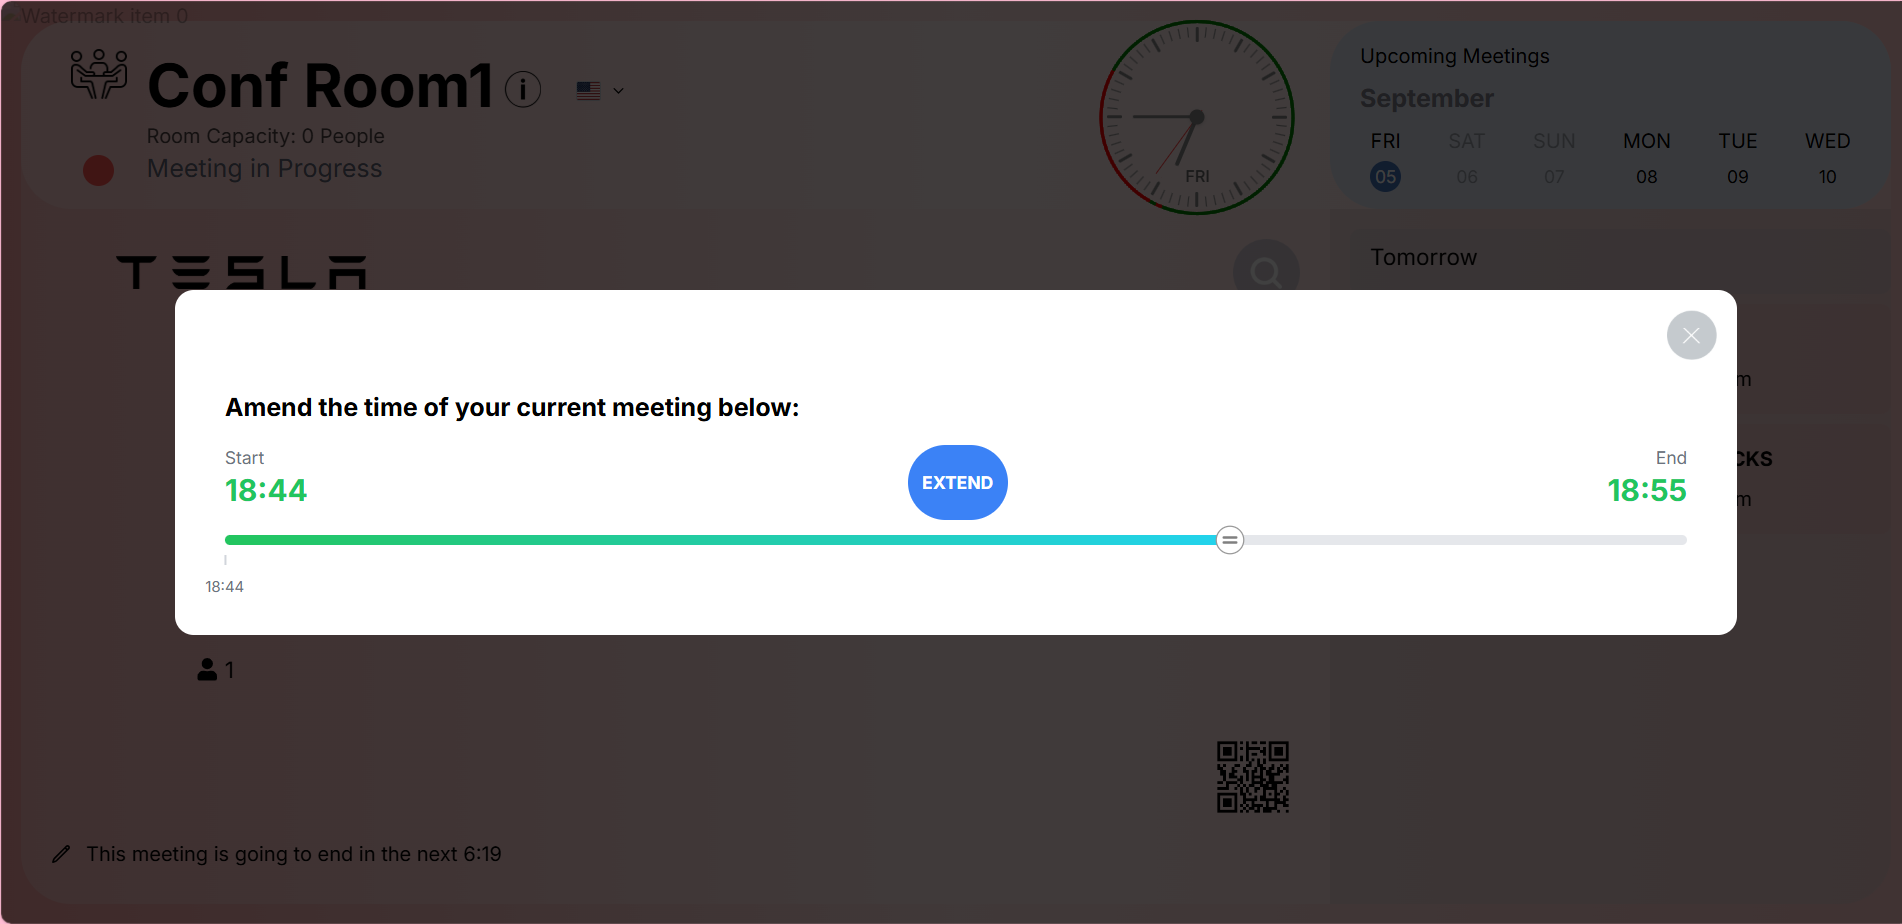 Watermark item 0
Conf Room1
Room Capacity: 0 People
Meeting in Progress
FRI
Upcoming Meetings
September
FRI SAT SUN MON TUE WED
05 06 07 08 09 10
TESLA
Tomorrow
Amend the time of your current meeting below:
Start
18:44
EXTEND
End
18:55
18:44
m
CKS
m
1
This meeting is going to end in the next 6:19